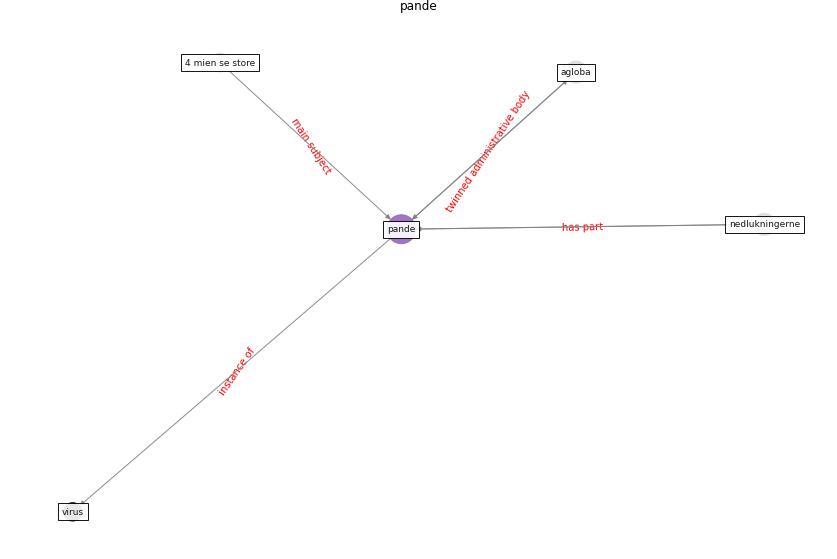 pande
4 mien se store
agloba
main subject
twinned administrative body
nedlukningerne
has part
pande
instance of
virus